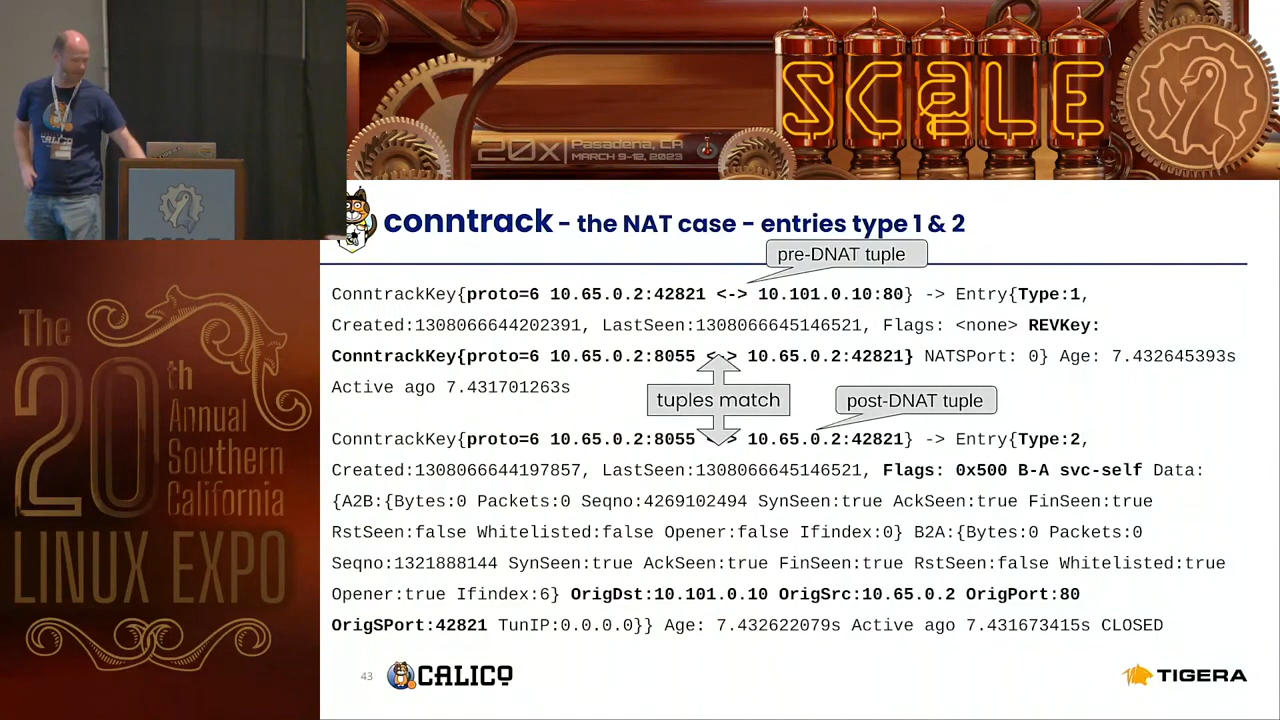 SCaLE
20x
Pasadena, CA
MARCH 9-12, 2023
CALICO
The
20th
Annual
Southern
California
LINUX EXPO
conntrack - the NAT case - entries type 1 & 2
pre-DNAT tuple
ConntrackKey{proto=6 10.65.0.2:42821 <-> 10.101.0.10:80} -> Entry{Type:1,
Created:1308066644202391, LastSeen:1308066645146521, Flags: <none> REVKey:
ConntrackKey{proto=6 10.65.0.2:8055 <-> 10.65.0.2:42821} NATSPort: 0} Age: 7.432645393s
Active ago 7.431701263s
tuples match
post-DNAT tuple
ConntrackKey{proto=6 10.65.0.2:8055 <-> 10.65.0.2:42821} -> Entry{Type:2,
Created:1308066644197857, LastSeen:1308066645146521, Flags: 0x500 B-A svc-self Data:
{A2B:{Bytes:0 Packets:0 Seqno:4269102494 SynSeen:true AckSeen:true FinSeen:true
RstSeen:false Whitelisted:false Opener:false Ifindex:0} B2A:{Bytes:0 Packets:0
Seqno:1321888144 SynSeen:true AckSeen:true FinSeen:true RstSeen:false Whitelisted:true
Opener:true Ifindex:6} OrigDst:10.101.0.10 OrigSrc:10.65.0.2 OrigPort:80
OrigSPort:42821 TunIP:0.0.0.0}} Age: 7.432622079s Active ago 7.431673415s CLOSED
43
CALICO
TIGERA